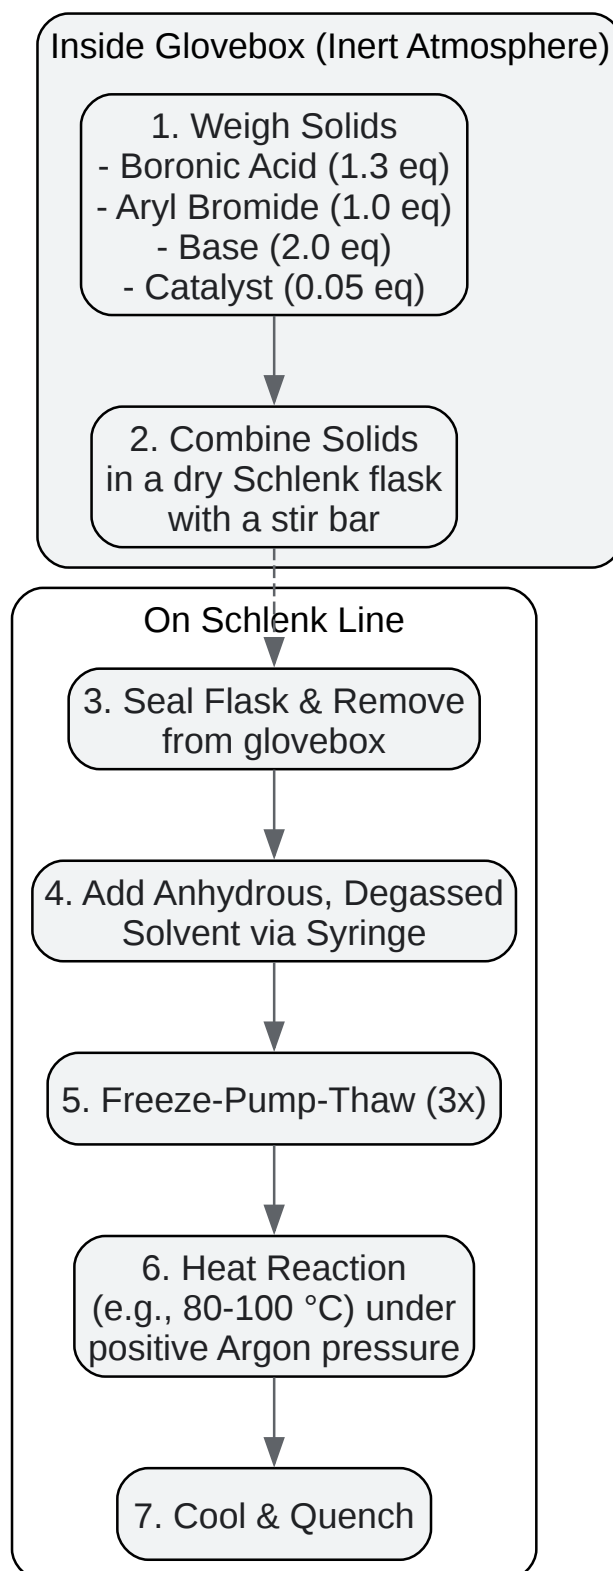 Inside Glovebox (Inert Atmosphere)
1. Weigh Solids
- Boronic Acid (1.3 eq)
- Aryl Bromide (1.0 eq)
- Base (2.0 eq)
- Catalyst (0.05 eq)
2. Combine Solids
in a dry Schlenk flask
with a stir bar
On Schlenk Line
3. Seal Flask & Remove
from glovebox
4. Add Anhydrous, Degassed
Solvent via Syringe
5. Freeze-Pump-Thaw (3x)
6. Heat Reaction
(e.g., 80-100 °C) under
positive Argon pressure
7. Cool & Quench